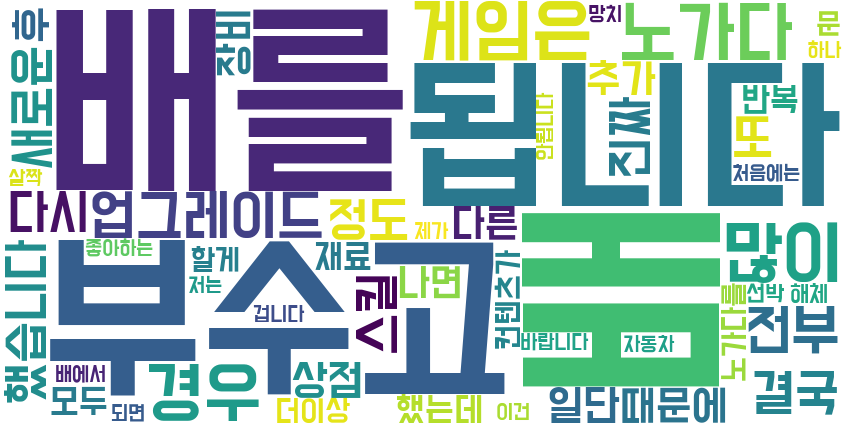 배를
됩니다
부수고
좀
게임은
노가다
망치
문
하나
화
새로운
장비
추가
진짜
안됩니다
반복
또
처음에는
살짝
다시
업그레이드
정도
제가
다른
많이
했습니다
좋아하는
할게
저는
재료
스킬
나면
컨텐츠가
를
선박
해체
겁니다
바랍니다
자동차
노가다
전부
배에서
모두
되면
경우
상점
더이상
했는데
이건
일단
때문에
결국